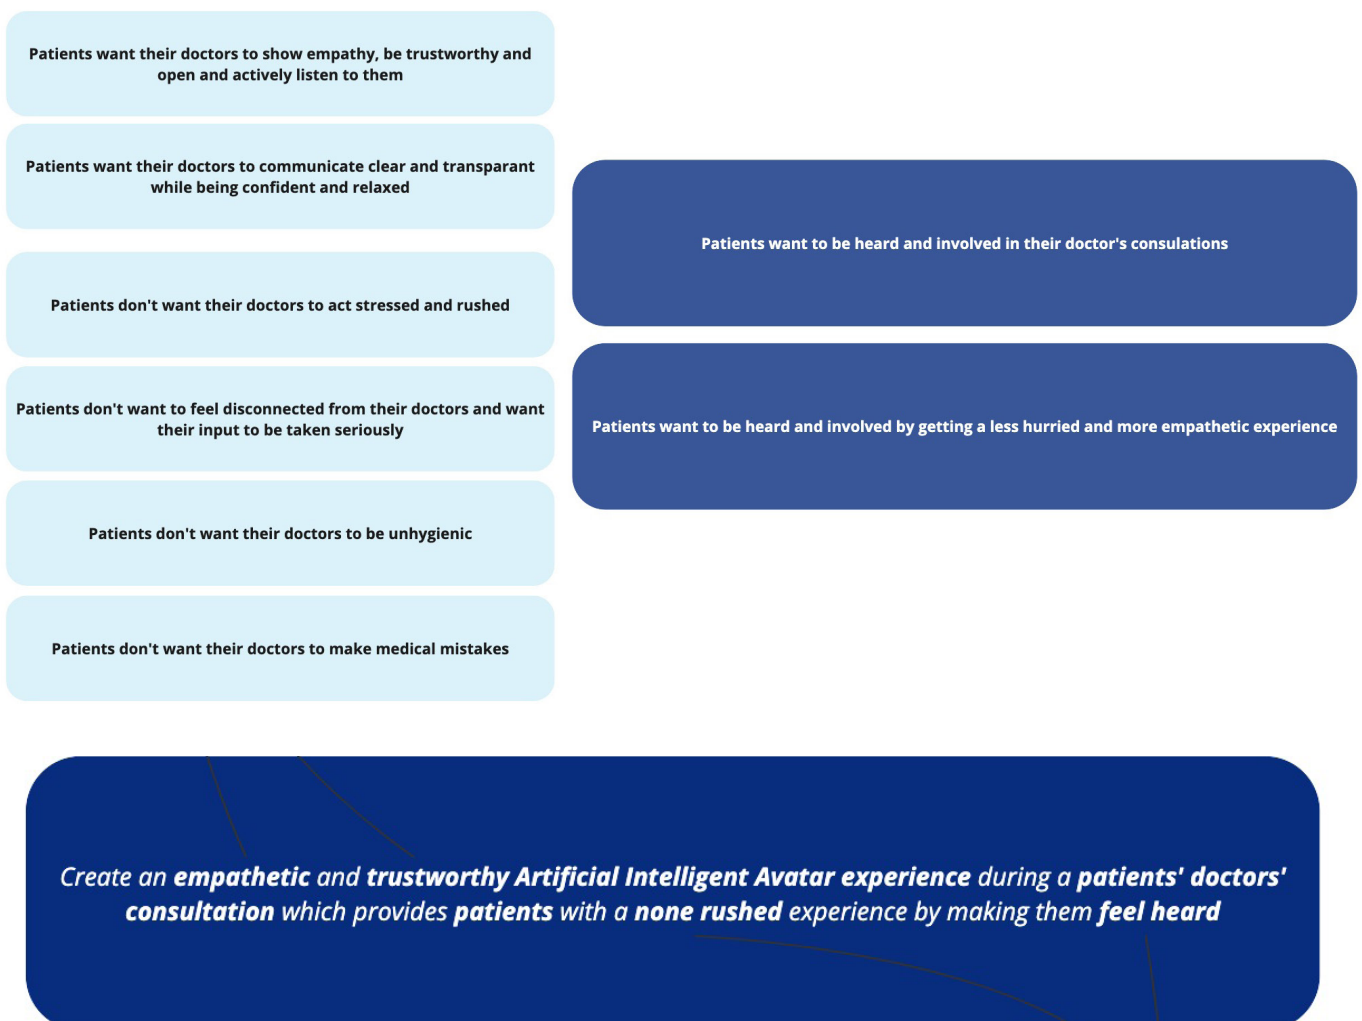 Patients want their doctors to show empathy, be trustworthy and
open and actively listen to them
Patients want their doctors to communicate clear and transparant
while being confident and relaxed
Patients don't want their doctors to act stressed and rushed
Patients don't want to feel disconnected from their doctors and want
their input to be taken seriously
Patients don't want their doctors to be unhygienic
Patients don't want their doctors to make medical mistakes
Patients want to be heard and involved in their doctor's consulations
Patients want to be heard and involved by getting a less hurried and more empathetic experience
Create an empathetic and trustworthy Artificial Intelligent Avatar experience during a patients' doctors'
consultation which provides patients with a none rushed experience by making them feel heard